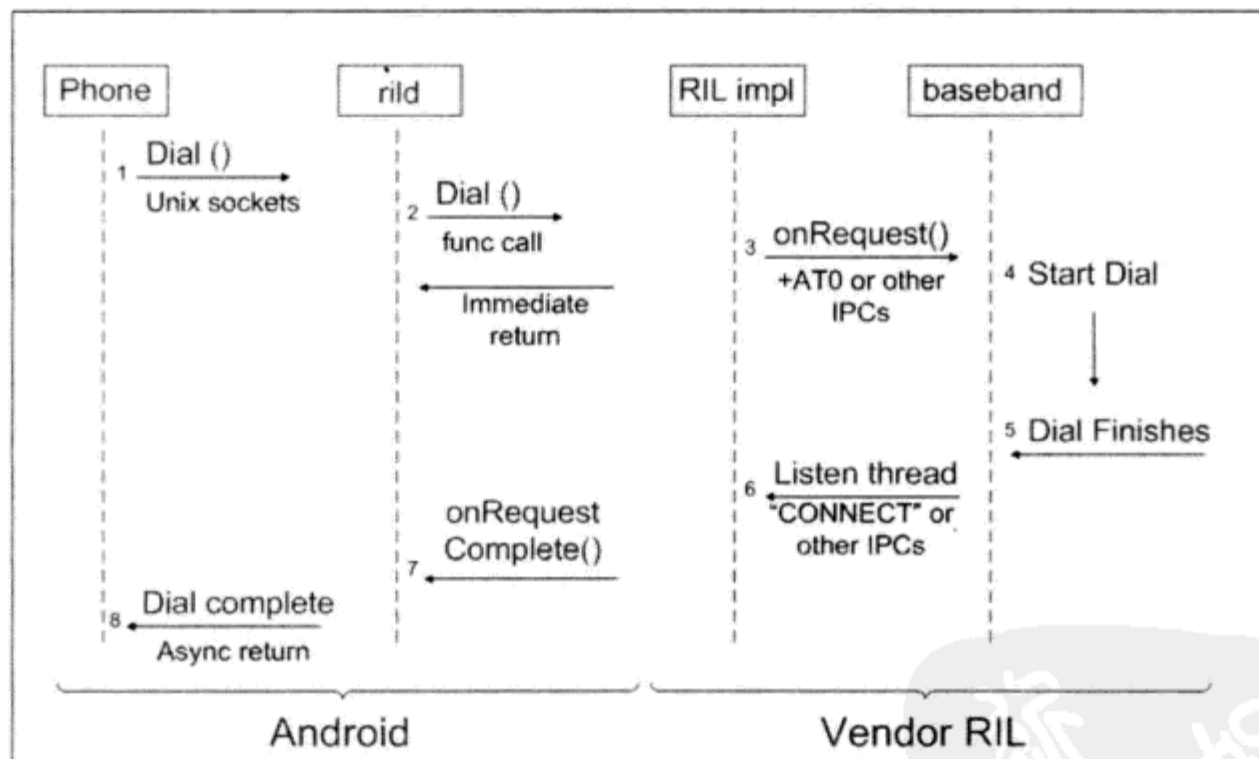 Phone
rild
RIL impl
baseband
1
Dial ()
Unix sockets
2
Dial ()
func call
Immediate
return
3
onRequest()
+AT0 or other
IPCs
4
Start Dial
5
Dial Finishes
6
Listen thread
"CONNECT" or
other IPCs
7
onRequest
Complete()
8
Dial complete
Async return
Android
Vendor RIL